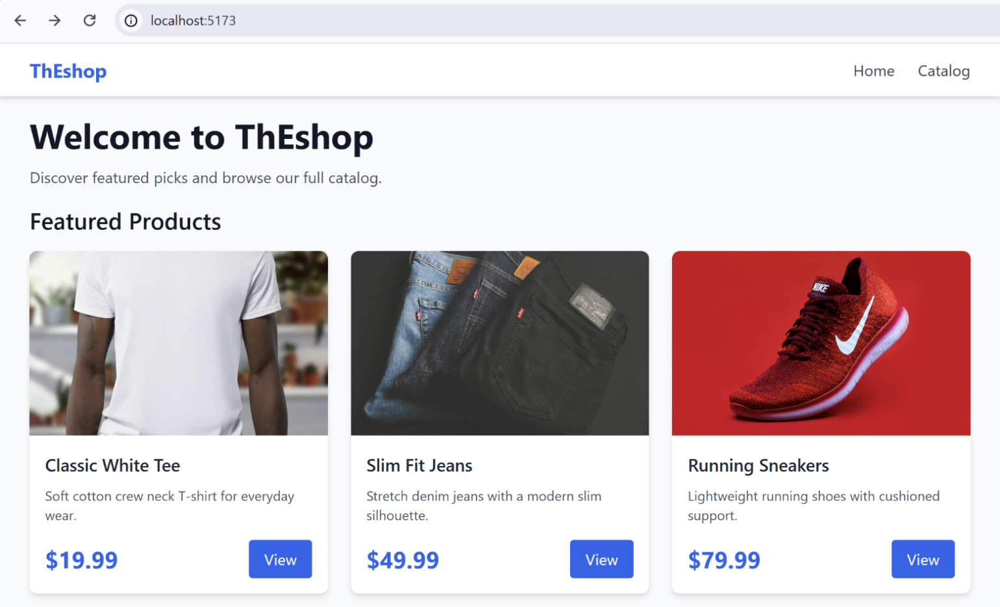 localhost:5173
ThEshop
Home Catalog
Welcome to ThEshop
Discover featured picks and browse our full catalog.
Featured Products
NIKE
Classic White Tee
Soft cotton crew neck T-shirt for everyday
wear.
$19.99
View
Slim Fit Jeans
Stretch denim jeans with a modern slim
silhouette.
$49.99
View
Running Sneakers
Lightweight running shoes with cushioned
support.
$79.99
View